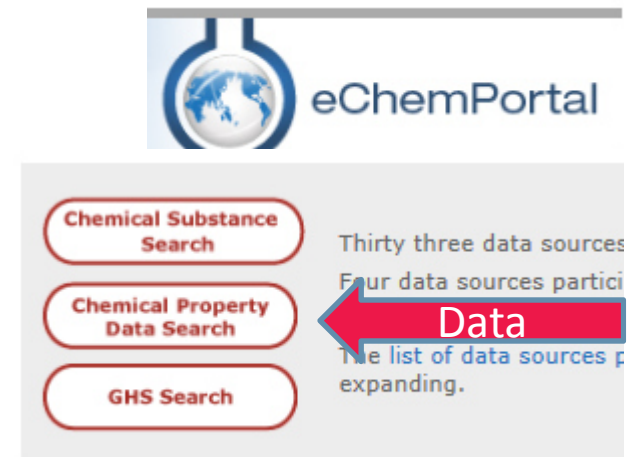 eChemPortal
Chemical Substance
Search
Thirty three data sources
Four data sources partici
Chemical Property
Data Search
Data
The list of data sources p
expanding.
GHS Search